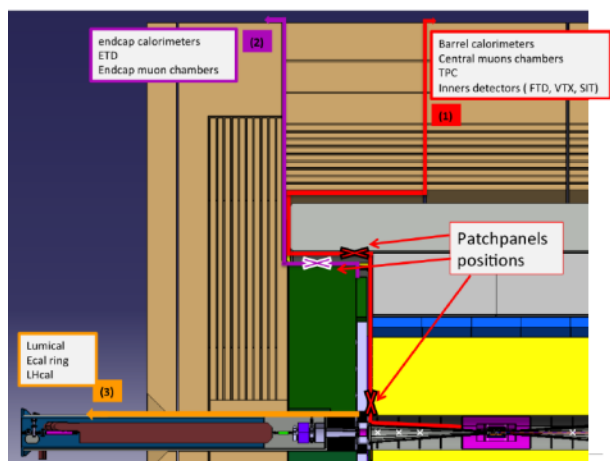 endcap calorimeters
ETD
Endcap muon chambers
(2)
Barrel calorimeters
Central muons chambers
TPC
Inners detectors ( FTD, VTX, SIT)
(1)
Patchpanels
positions
Lumical
Ecal ring
LHcal
(3)